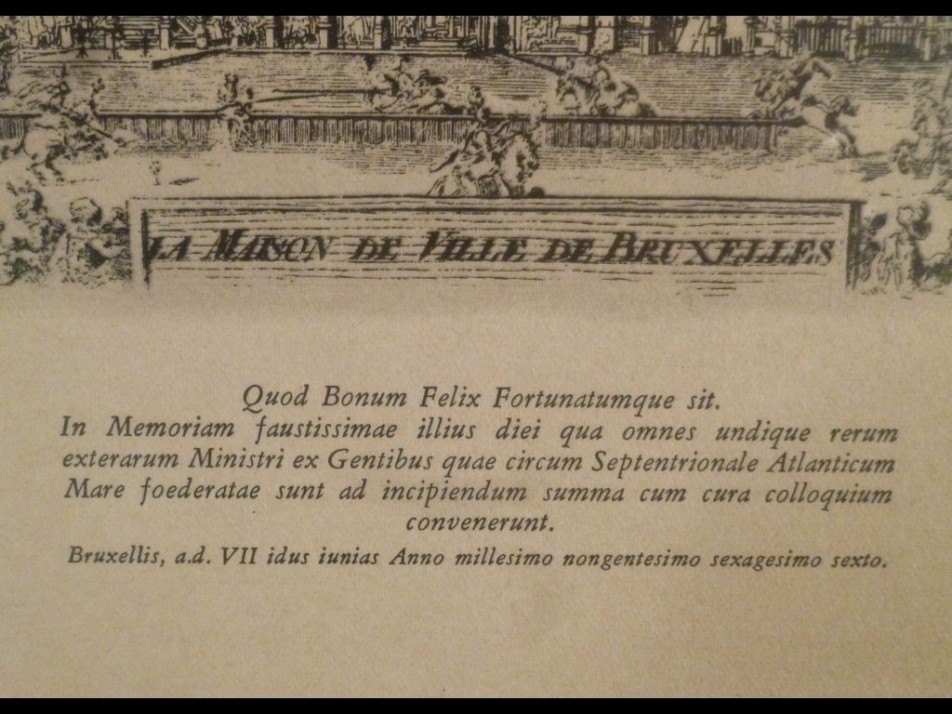 LA MAISON DE VILLE DE BRUXELLES
Quod Bonum Felix Fortunatumque sit.
In Memoriam faustissimae illius diei qua omnes undique rerum
exterarum Ministri ex Gentibus quae circum Septentrionale Atlanticum
Mare foederatae sunt ad incipiendum summa cum cura colloquium
convenerunt.
Bruxellis, a.d. VII idus iunias Anno millesimo nongentesimo sexagesimo sexto.